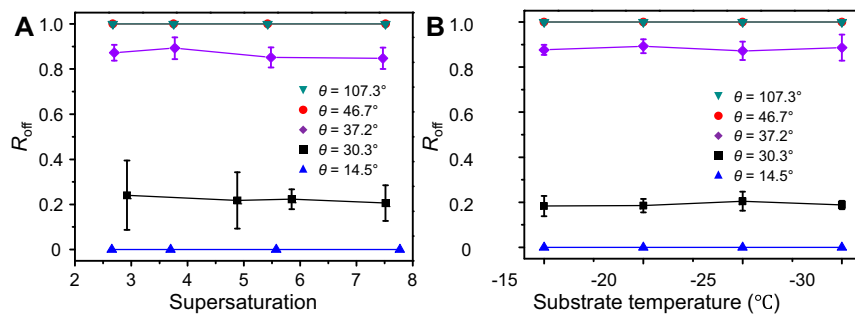 A
1.0
0.8
0.6
0.4
0.2
0
R_off
θ = 107.3°
θ = 46.7°
θ = 37.2°
θ = 30.3°
θ = 14.5°
2 3 4 5 6 7 8
Supersaturation
B
1.0
0.8
0.6
0.4
0.2
0.0
R_off
θ = 107.3°
θ = 46.7°
θ = 37.2°
θ = 30.3°
θ = 14.5°
-15 -20 -25 -30
Substrate temperature (℃)